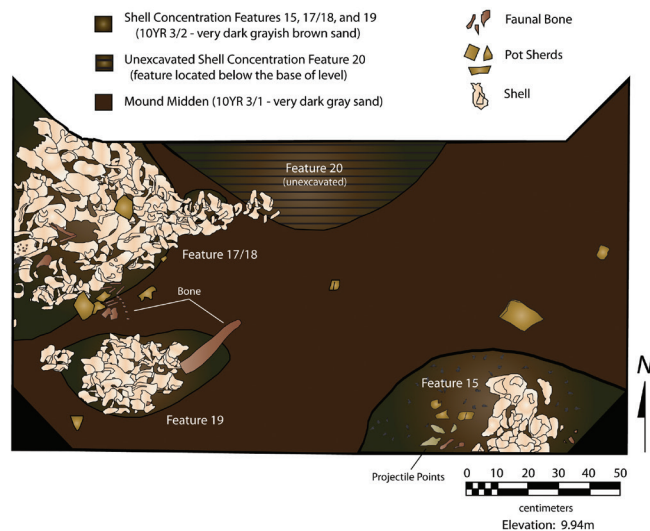 Shell Concentration Features 15, 17/18, and 19
(10YR 3/2 - very dark grayish brown sand)
Unexcavated Shell Concentration Feature 20
(feature located below the base of level)
Mound Midden (10YR 3/1 - very dark gray sand)
Faunal Bone
Pot Sherds
Shell
Feature 20
(unexcavated)
Feature 17/18
Bone
Feature 19
Feature 15
Projectile Points
N
0 10 20 30 40 50
centimeters
Elevation: 9.94m